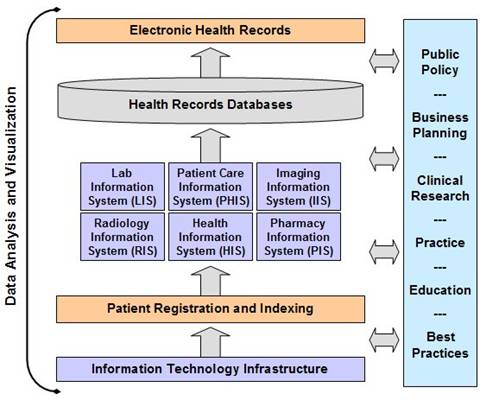 Data Analysis and Visualization
Electronic Health Records
Health Records Databases
Lab
Information
System (LIS)
Patient Care
Information
System (PHIS)
Imaging
Information
System (IIS)
Radiology
Information
System (RIS)
Health
Information
System (HIS)
Pharmacy
Information
System (PIS)
Patient Registration and Indexing
Information Technology Infrastructure
Public
Policy
---
Business
Planning
---
Clinical
Research
---
Practice
---
Education
---
Best
Practices